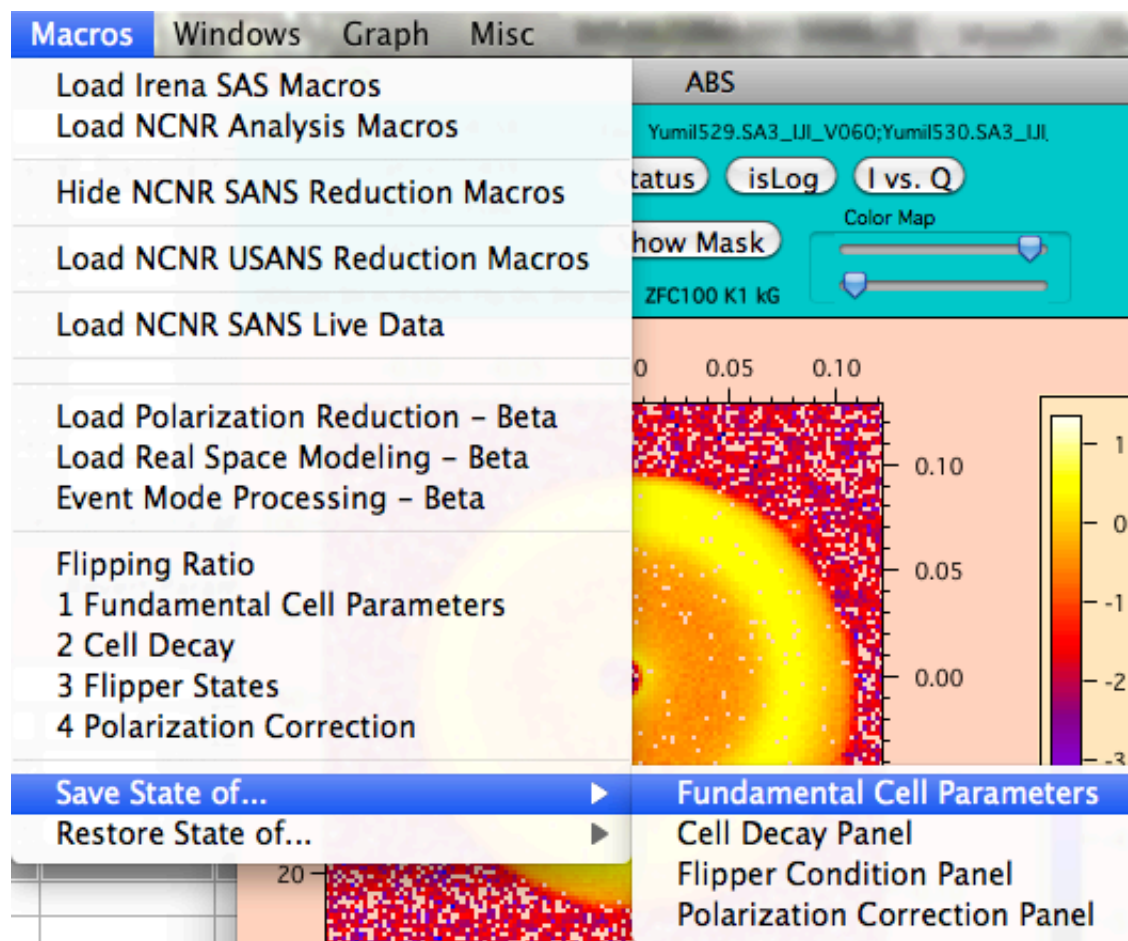 Macros Windows Graph Misc
ABS
Load Irena SAS Macros
Load NCNR Analysis Macros
Hide NCNR SANS Reduction Macros
Load NCNR USANS Reduction Macros
Load NCNR SANS Live Data
Load Polarization Reduction – Beta
Load Real Space Modeling – Beta
Event Mode Processing – Beta
Flipping Ratio
1 Fundamental Cell Parameters
2 Cell Decay
3 Flipper States
4 Polarization Correction
Save State of...
Restore State of...
Fundamental Cell Parameters
Cell Decay Panel
Flipper Condition Panel
Polarization Correction Panel
Yumil529.SA3_IJI_V060;Yumil530.SA3_IJI_
tatus isLog I vs. Q
Color Map
how Mask
ZFC100 K1 kG
0 0.05 0.10
0.10
0.05
0.00
20
1
0
-1
-2
-3